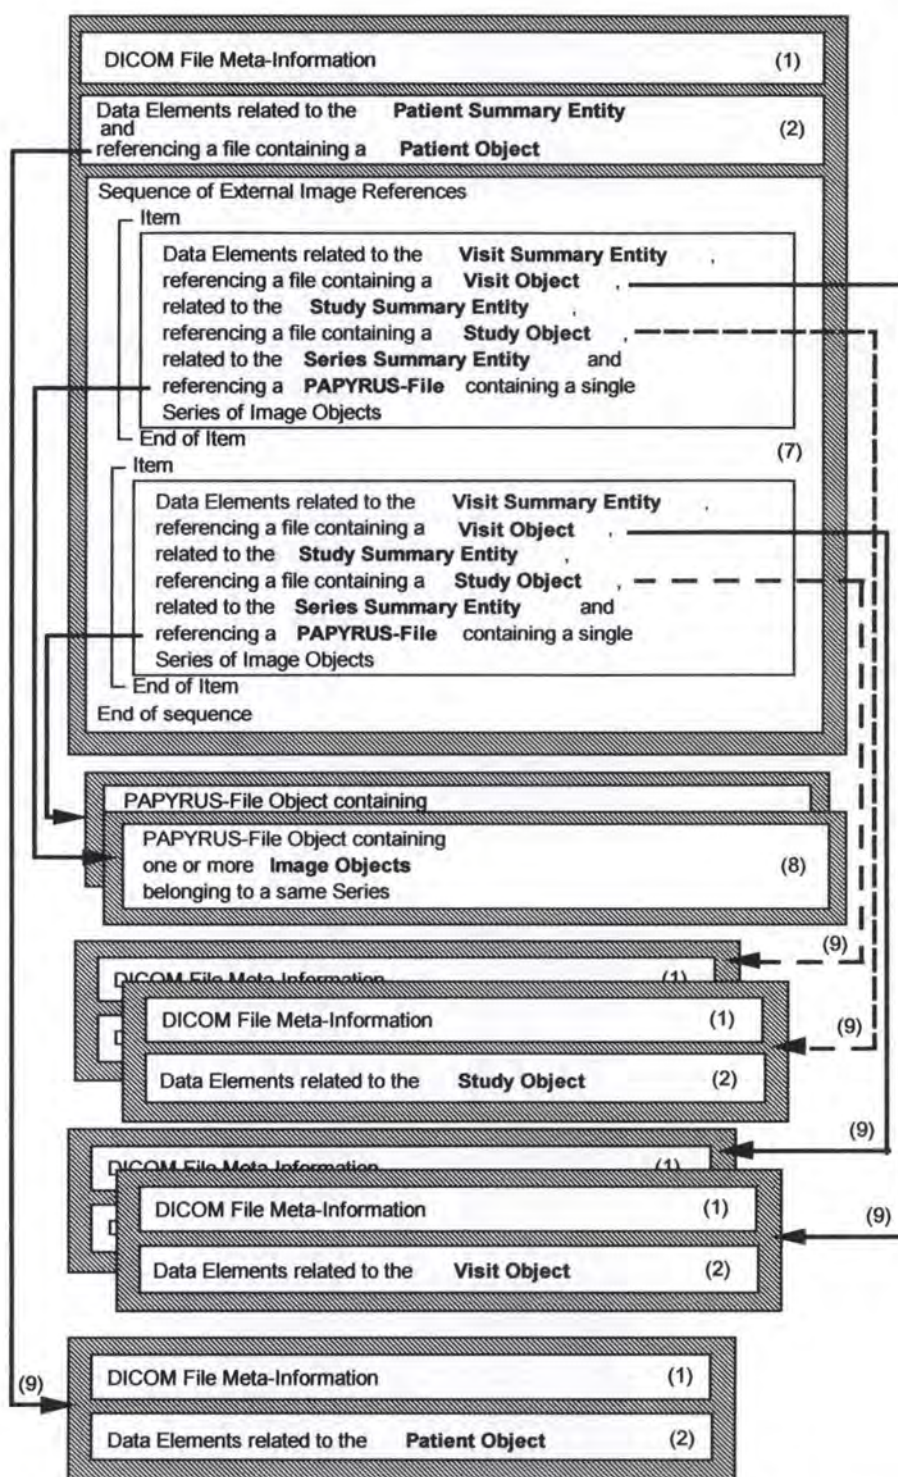 DICOM File Meta-Information (1)
Data Elements related to the Patient Summary Entity
and
(2)
referencing a file containing a Patient Object
Sequence of External Image References
Item
Data Elements related to the Visit Summary Entity ,
referencing a file containing a Visit Object ,
related to the Study Summary Entity ,
referencing a file containing a Study Object ,
related to the Series Summary Entity and
referencing a PAPYRUS-File containing a single
Series of Image Objects
End of Item
(7)
Item
Data Elements related to the Visit Summary Entity ,
referencing a file containing a Visit Object ,
related to the Study Summary Entity ,
referencing a file containing a Study Object ,
related to the Series Summary Entity and
referencing a PAPYRUS-File containing a single
Series of Image Objects
End of Item
End of sequence
PAPYRUS-File Object containing
PAPYRUS-File Object containing
one or more Image Objects (8)
belonging to a same Series
(9)
DICOM File Meta-Information (1)
DICOM File Meta-Information (1)
(9)
D
Data Elements related to the Study Object (2)
(9)
DICOM File Meta-Information (1)
DICOM File Meta-Information (1)
(9)
D
Data Elements related to the Visit Object (2)
DICOM File Meta-Information (1)
(9)
Data Elements related to the Patient Object (2)